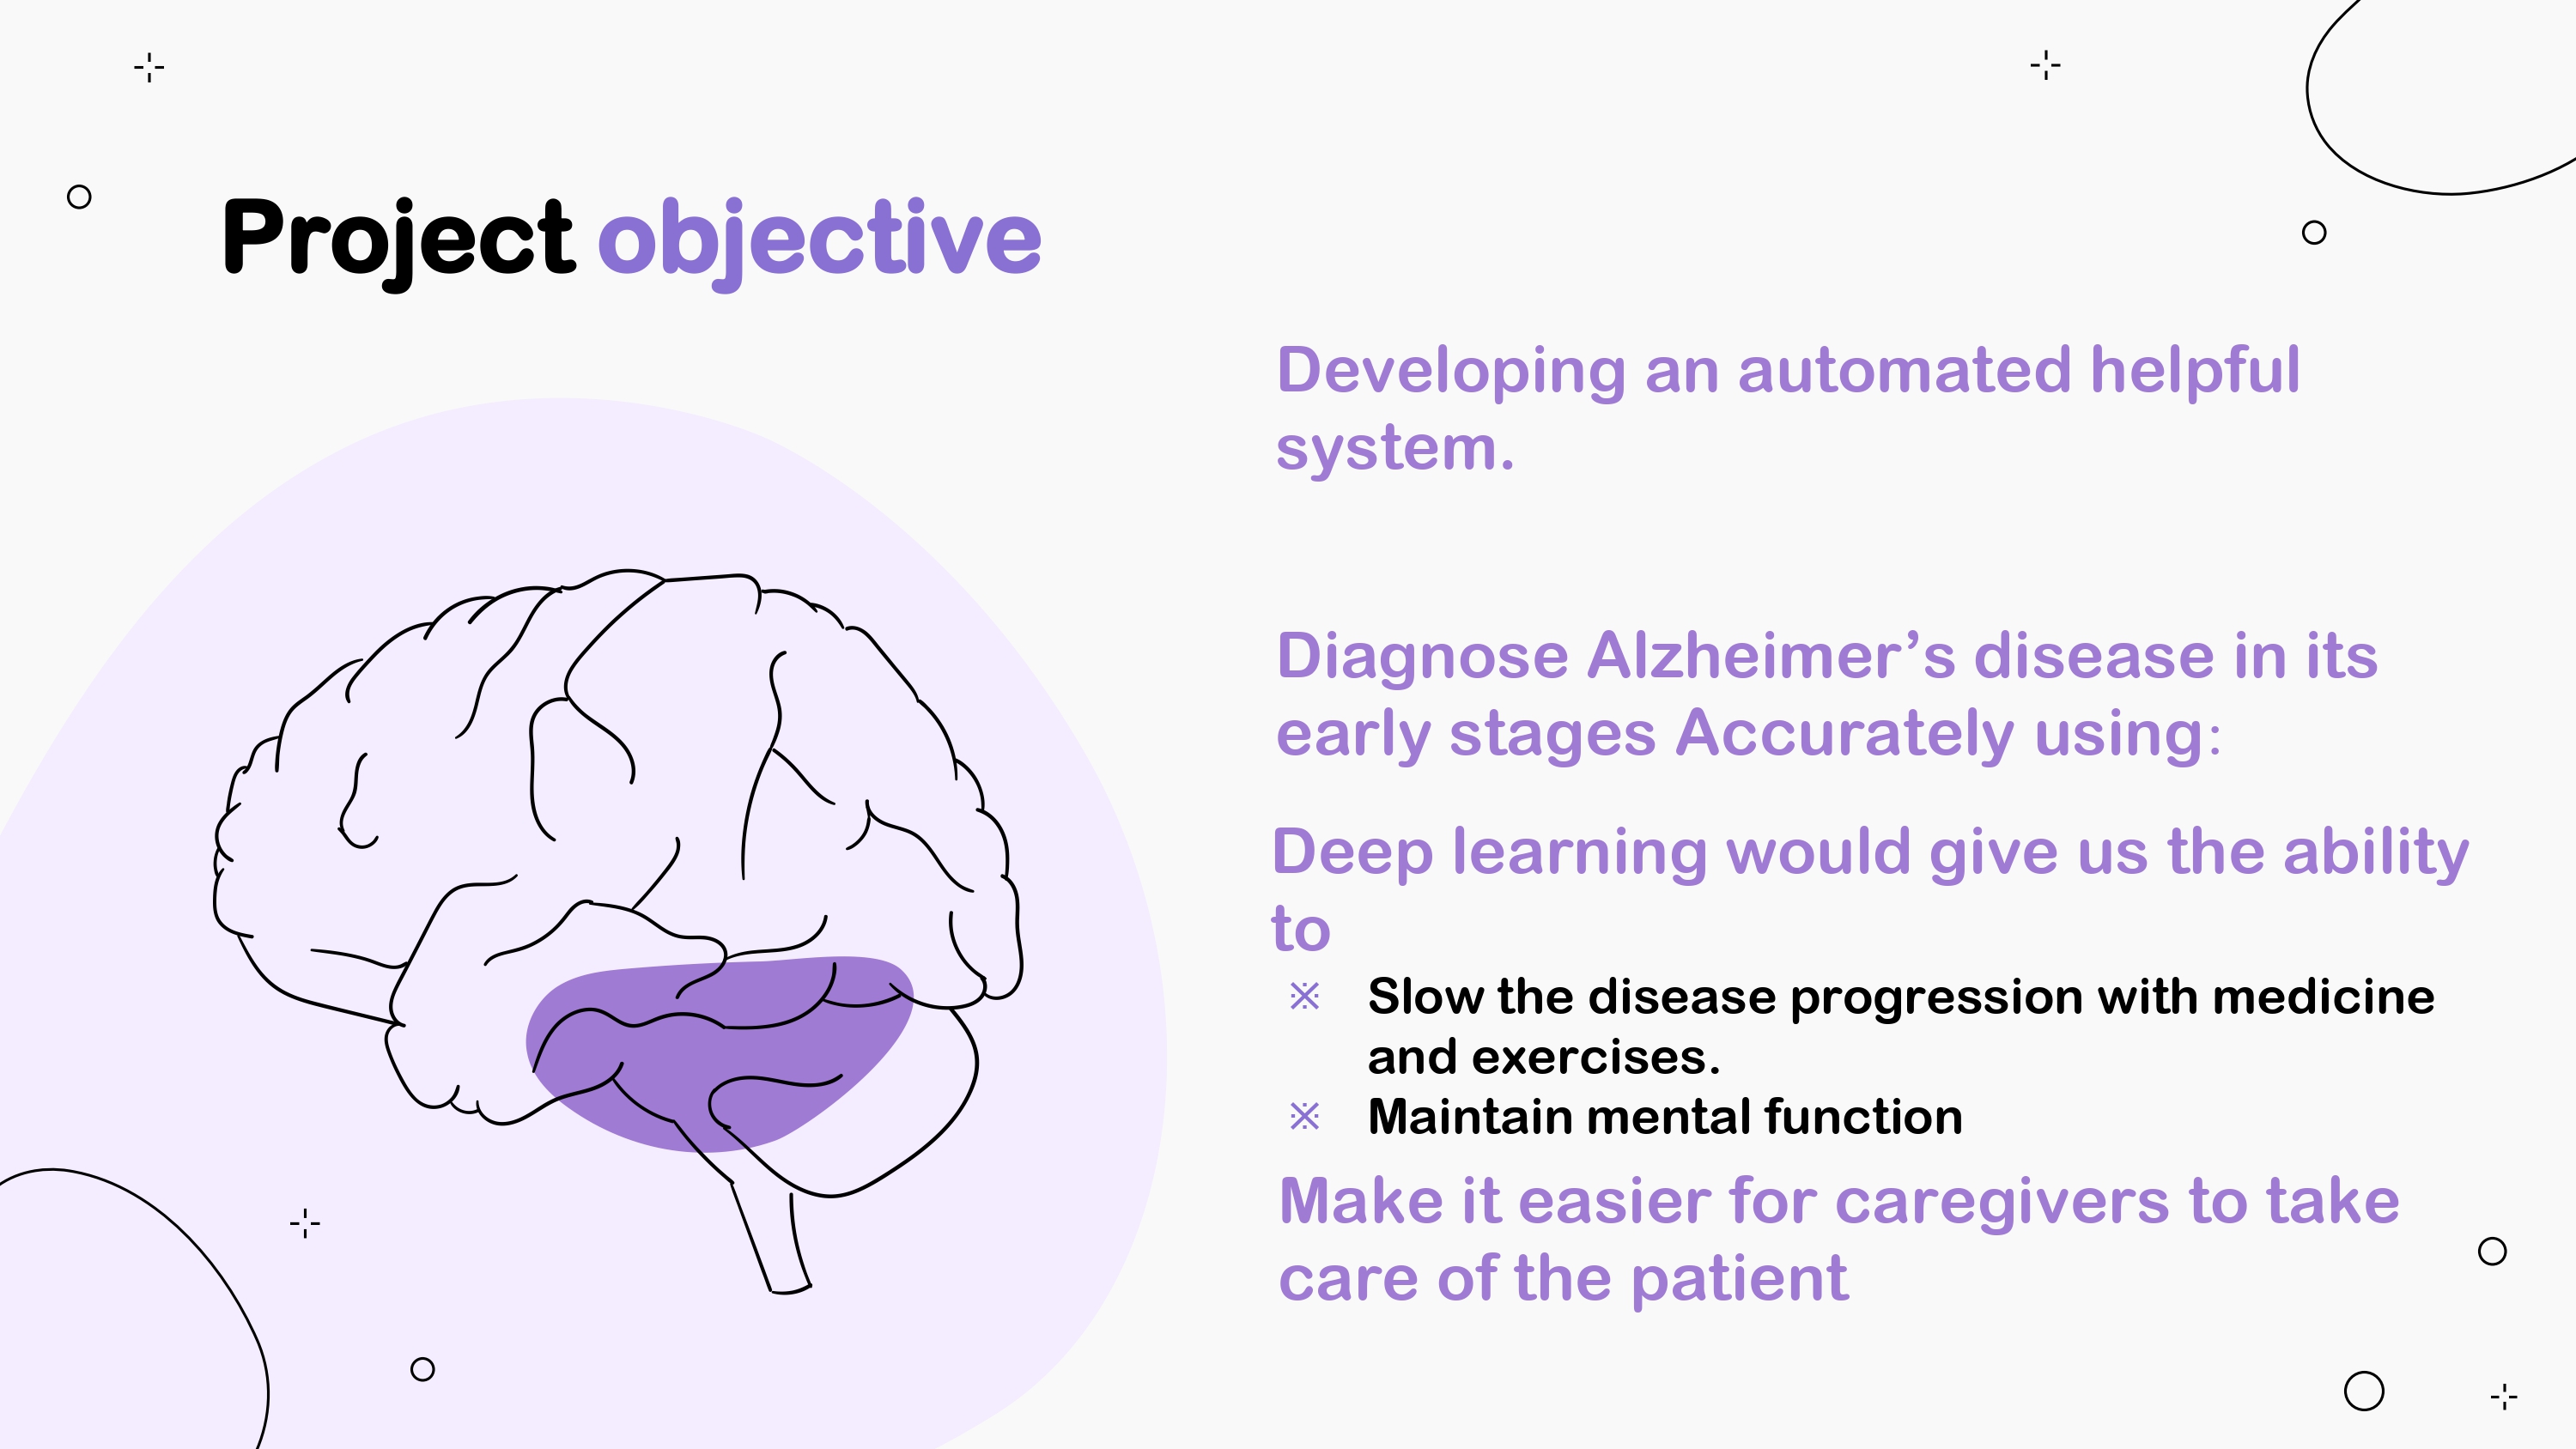 Project objective
Developing an automated helpful
system.
Diagnose Alzheimer’s disease in its
early stages Accurately using:
Deep learning would give us the ability
to
※ Slow the disease progression with medicine
and exercises.
※ Maintain mental function
Make it easier for caregivers to take
care of the patient